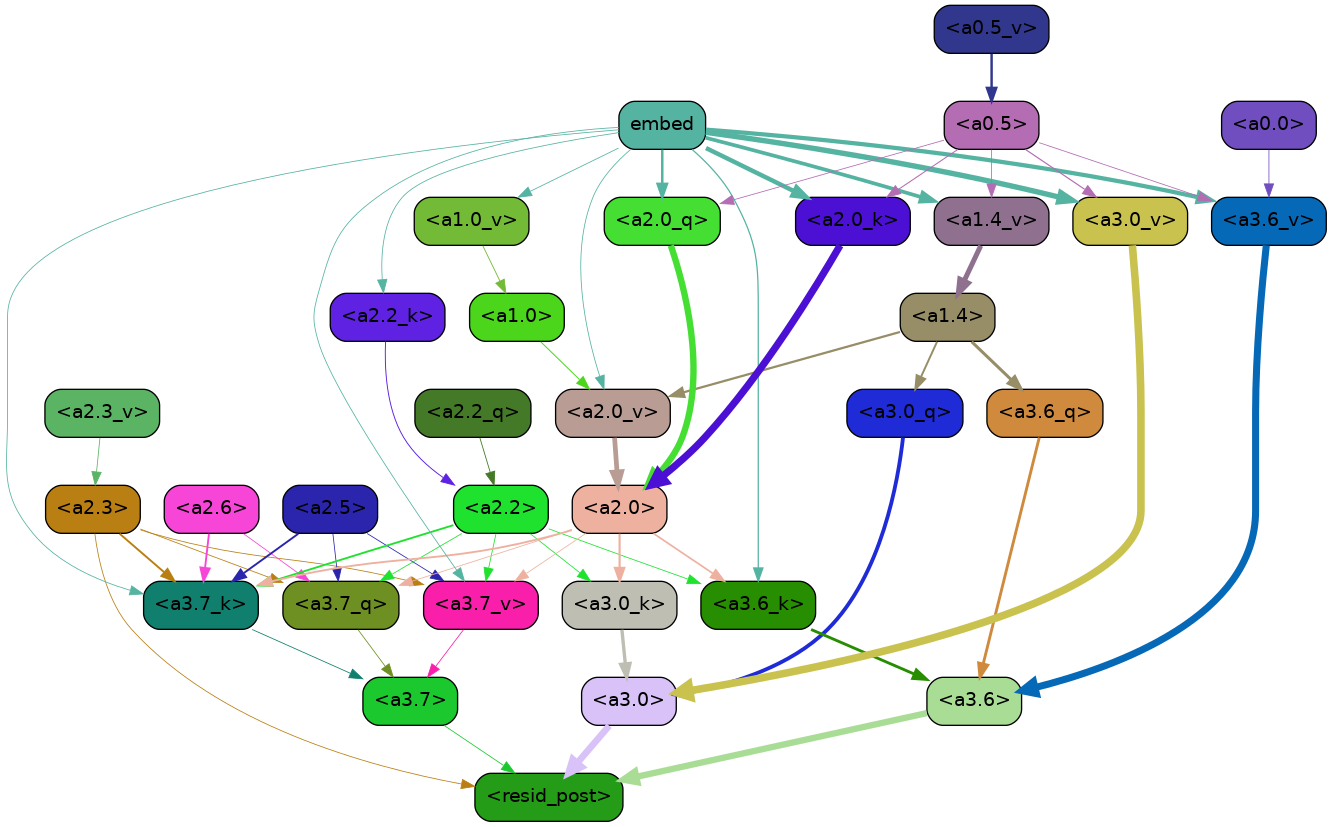 <a0.5_v>
embed
<a0.5>
<a0.0>
<a1.0_v>
<a2.0_q>
<a2.0_k>
<a1.4_v>
<a3.0_v>
<a3.6_v>
<a2.2_k>
<a1.0>
<a1.4>
<a2.3_v>
<a2.2_q>
<a2.0_v>
<a3.0_q>
<a3.6_q>
<a2.3>
<a2.6>
<a2.5>
<a2.2>
<a2.0>
<a3.7_k>
<a3.7_q>
<a3.7_v>
<a3.0_k>
<a3.6_k>
<a3.7>
<a3.0>
<a3.6>
<resid_post>